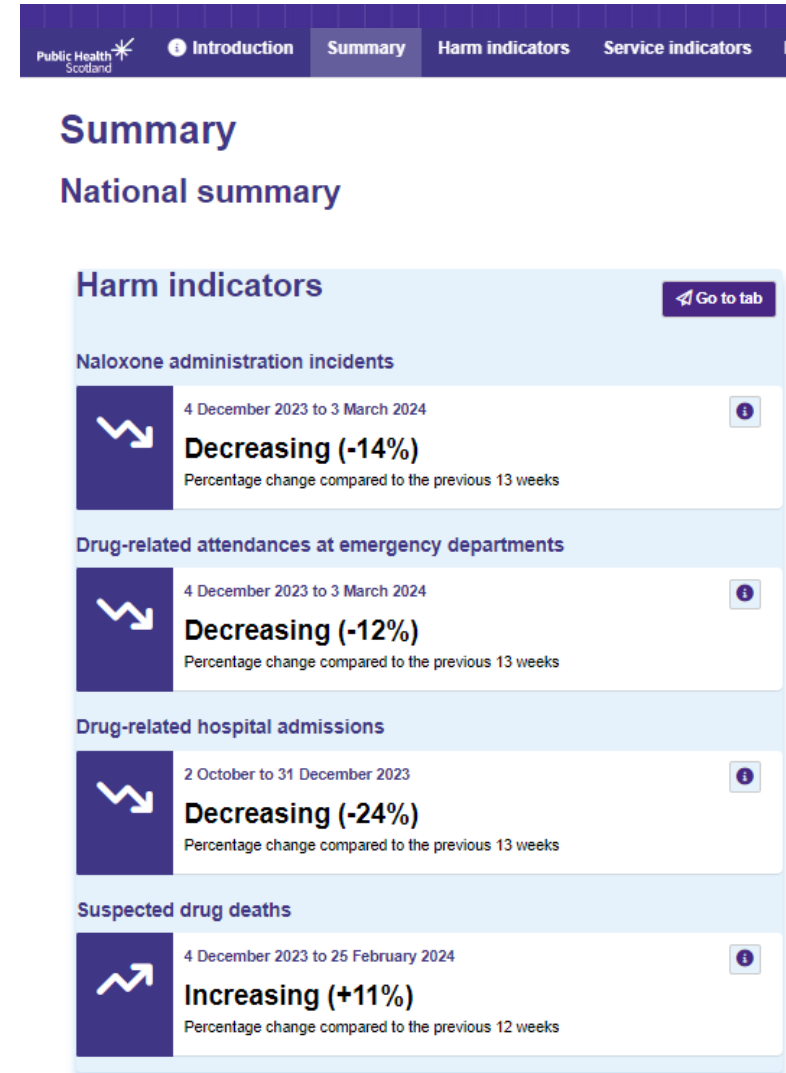 Public Health
Scotland
Introduction
Summary
Harm indicators
Service indicators
Summary
National summary
Harm indicators
Go to tab
Naloxone administration incidents
4 December 2023 to 3 March 2024
Decreasing (-14%)
Percentage change compared to the previous 13 weeks
Drug-related attendances at emergency departments
4 December 2023 to 3 March 2024
Decreasing (-12%)
Percentage change compared to the previous 13 weeks
Drug-related hospital admissions
2 October to 31 December 2023
Decreasing (-24%)
Percentage change compared to the previous 13 weeks
Suspected drug deaths
4 December 2023 to 25 February 2024
Increasing (+11%)
Percentage change compared to the previous 12 weeks